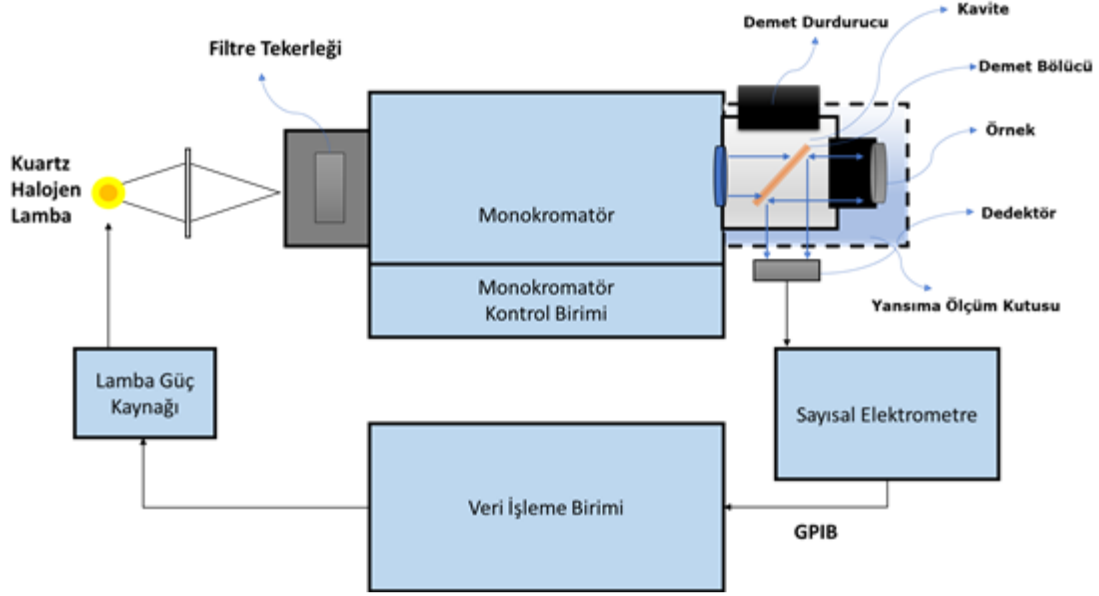 Kavite
Demet Durdurucu
Filtre Tekerleği
Demet Bölücü
Örnek
Kuartz
Halojen
Lamba
Monokromatör
Dedektör
Monokromatör
Kontrol Birimi
Yansıma Ölçüm Kutusu
Lamba Güç
Kaynağı
Sayısal Elektrometre
Veri İşleme Birimi
GPIB